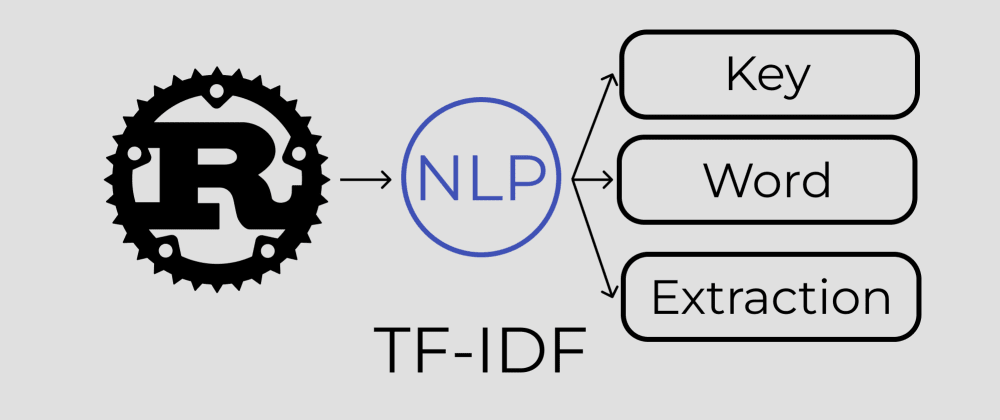 R
NLP
Key
Word
Extraction
TF-IDF